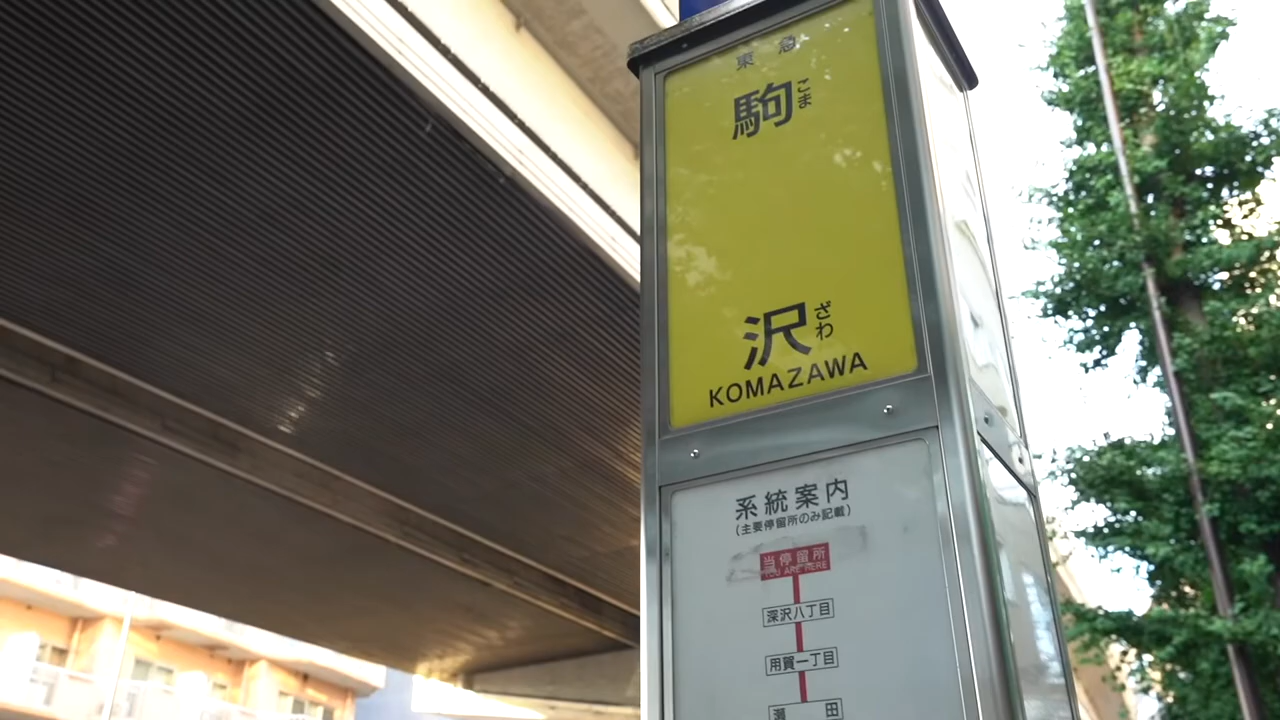 東急
駒こま
沢ざわ
KOMAZAWA
系統案内
(主要停留所のみ記載)
当停留所
YOU ARE HERE
深沢八丁目
用賀一丁目
瀬田